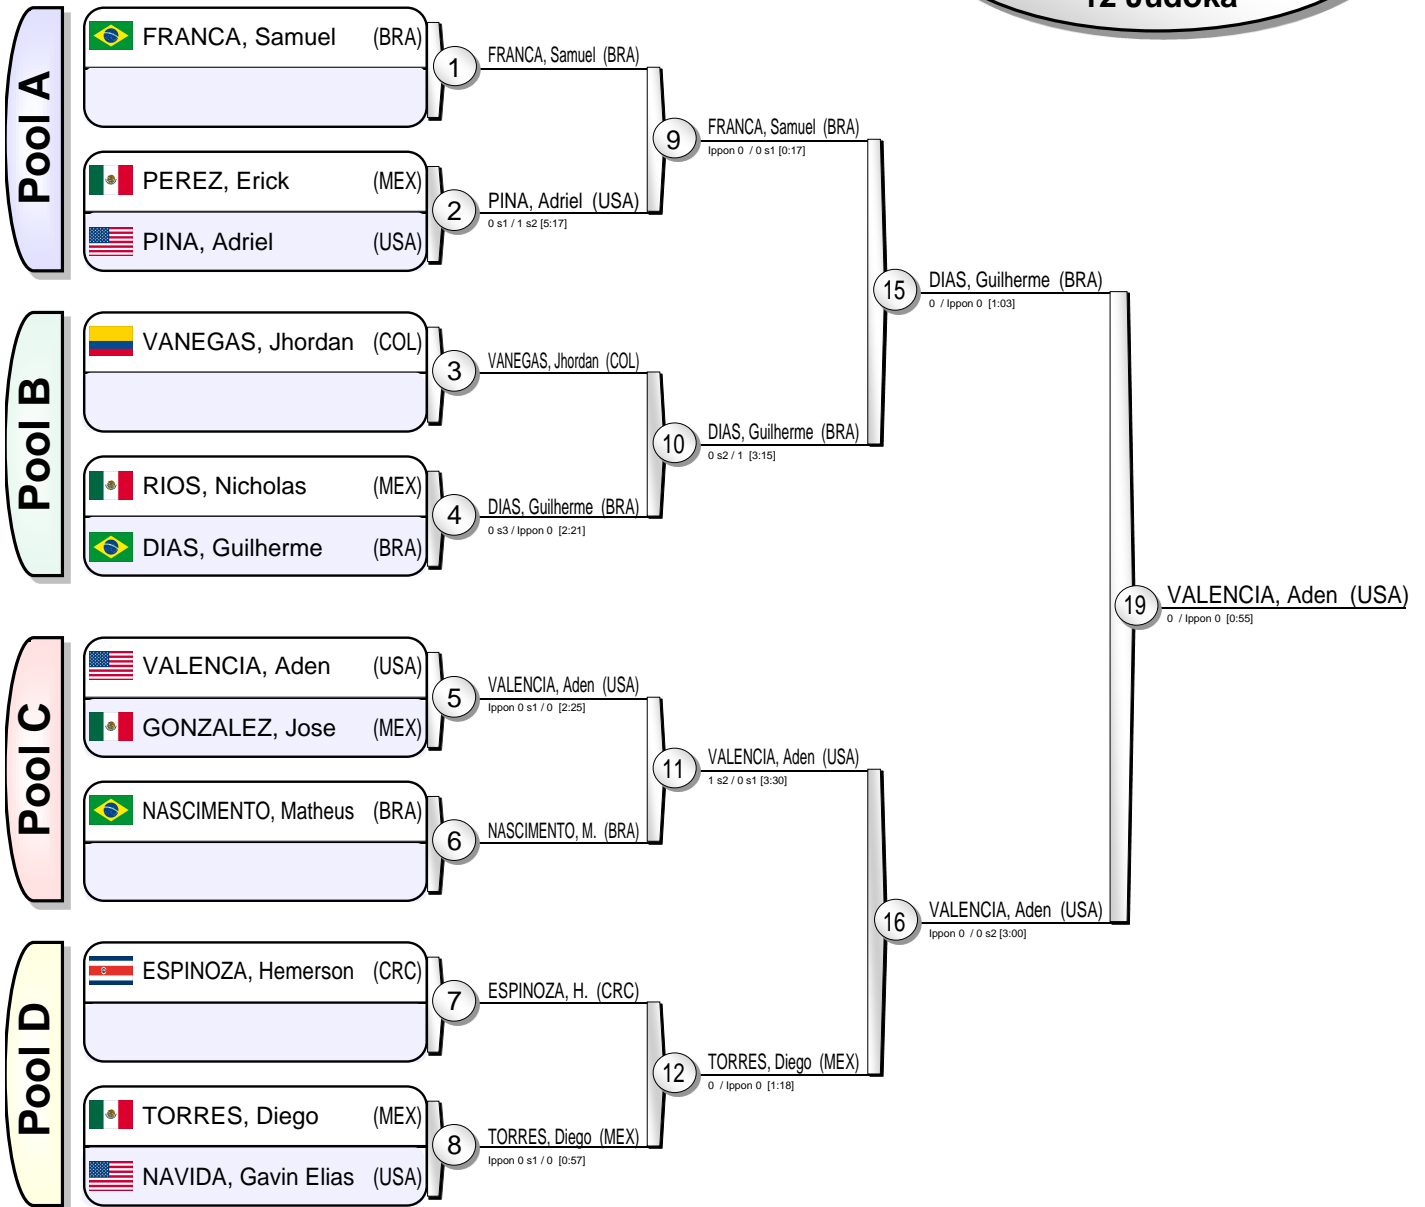 12 Judoka
Pool A
FRANCA, Samuel (BRA)
PEREZ, Erick (MEX)
PINA, Adriel (USA)
1
FRANCA, Samuel (BRA)
2
PINA, Adriel (USA)
0 s1 / 1 s2 [5:17]
9
FRANCA, Samuel (BRA)
Ippon 0 / 0 s1 [0:17]
Pool B
VANEGAS, Jhordan (COL)
RIOS, Nicholas (MEX)
DIAS, Guilherme (BRA)
3
VANEGAS, Jhordan (COL)
4
DIAS, Guilherme (BRA)
0 s3 / Ippon 0 [2:21]
10
DIAS, Guilherme (BRA)
0 s2 / 1 [3:15]
15
DIAS, Guilherme (BRA)
0 / Ippon 0 [1:03]
Pool C
VALENCIA, Aden (USA)
GONZALEZ, Jose (MEX)
NASCIMENTO, Matheus (BRA)
5
VALENCIA, Aden (USA)
Ippon 0 s1 / 0 [2:25]
6
NASCIMENTO, M. (BRA)
11
VALENCIA, Aden (USA)
1 s2 / 0 s1 [3:30]
Pool D
ESPINOZA, Hemerson (CRC)
TORRES, Diego (MEX)
NAVIDA, Gavin Elias (USA)
7
ESPINOZA, H. (CRC)
8
TORRES, Diego (MEX)
Ippon 0 s1 / 0 [0:57]
12
TORRES, Diego (MEX)
0 / Ippon 0 [1:18]
16
VALENCIA, Aden (USA)
Ippon 0 / 0 s2 [3:00]
19
VALENCIA, Aden (USA)
0 / Ippon 0 [0:55]